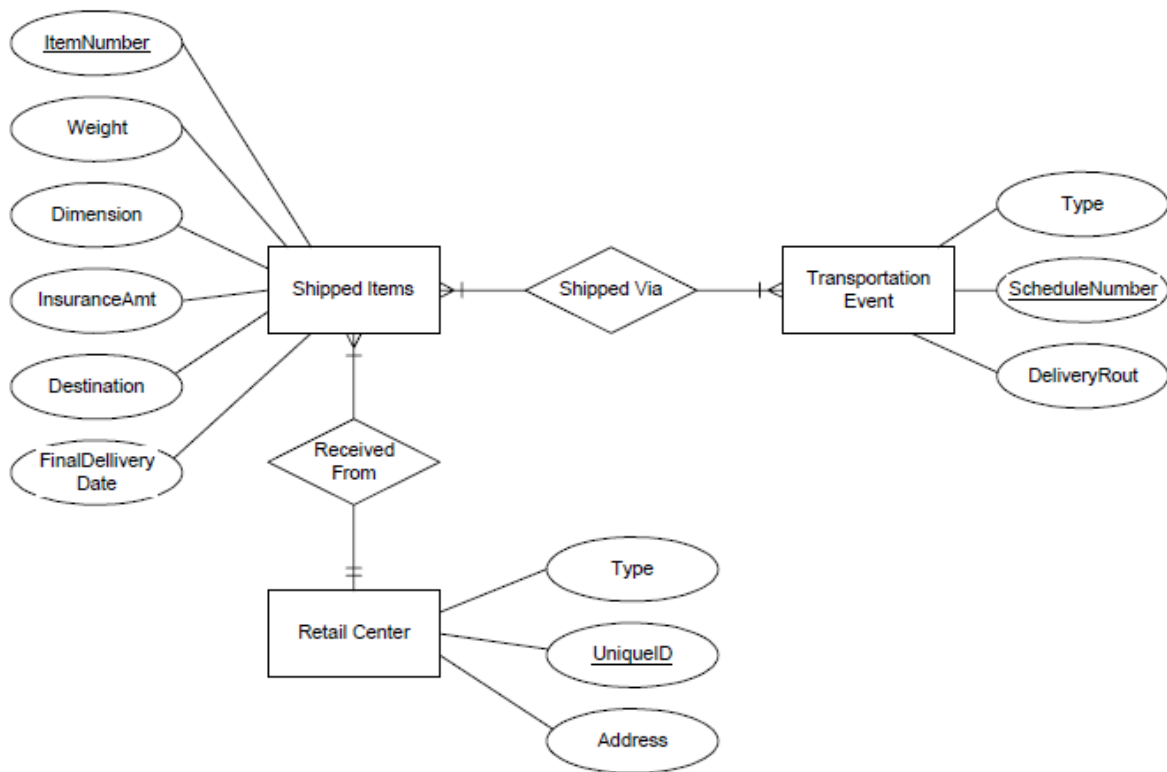 ItemNumber
Weight
Dimension
InsuranceAmt
Destination
FinalDellivery
Date
Shipped Items
Shipped Via
Transportation
Event
Type
ScheduleNumber
DeliveryRout
Received
From
Retail Center
Type
UniqueID
Address